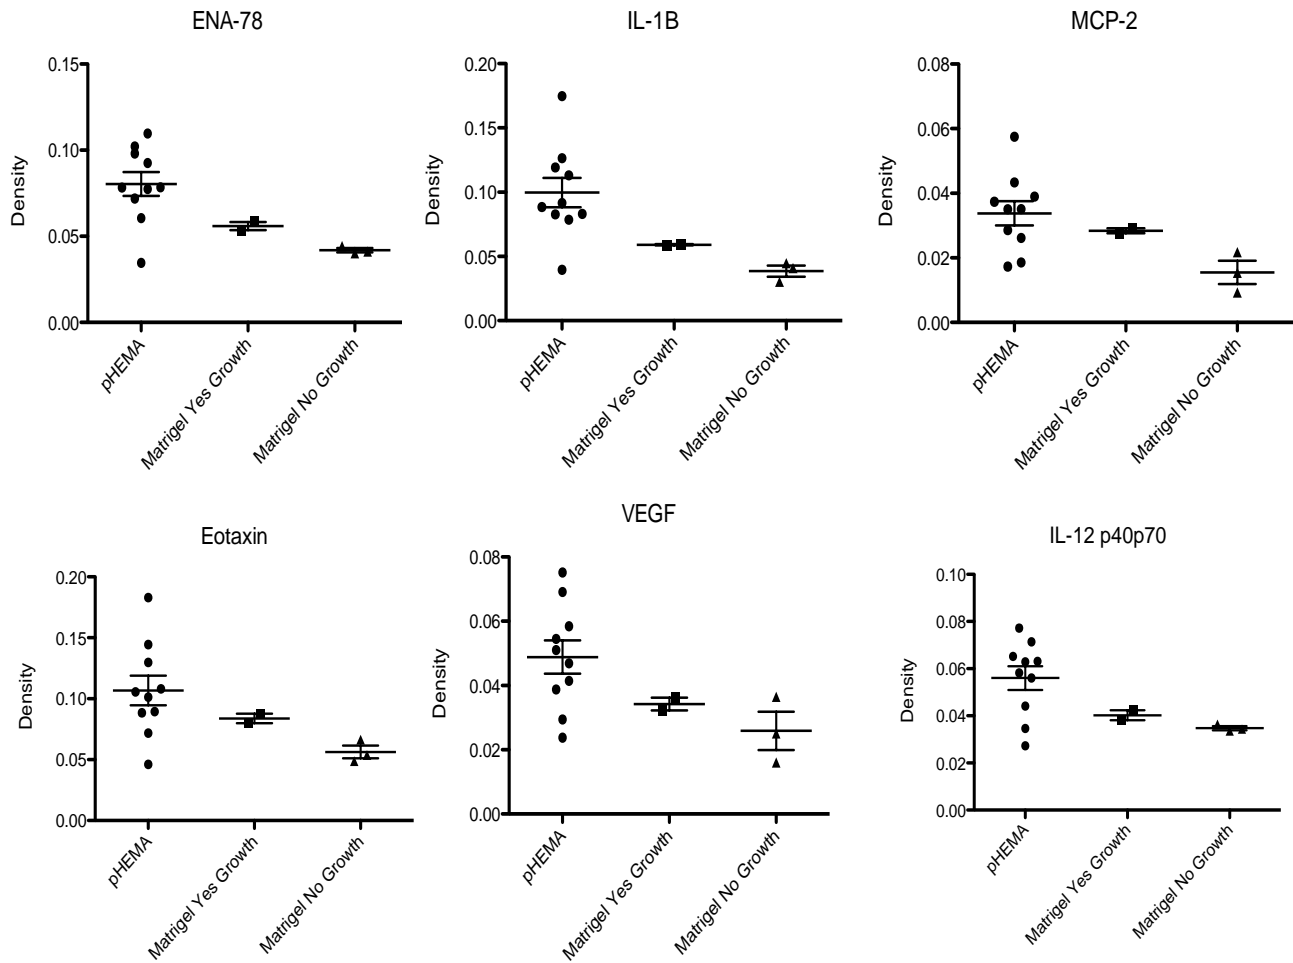 ENA-78
0.15
0.10
0.05
0.00
Density
pHEMA
Matrigel Yes Growth
Matrigel No Growth
IL-1B
0.20
0.15
0.10
0.05
0.00
Density
pHEMA
Matrigel Yes Growth
Matrigel No Growth
MCP-2
0.08
0.06
0.04
0.02
0.00
Density
pHEMA
Matrigel Yes Growth
Matrigel No Growth
Eotaxin
0.20
0.15
0.10
0.05
0.00
Density
pHEMA
Matrigel Yes Growth
Matrigel No Growth
VEGF
0.08
0.06
0.04
0.02
0.00
Density
pHEMA
Matrigel Yes Growth
Matrigel No Growth
IL-12 p40p70
0.10
0.08
0.06
0.04
0.02
0.00
Density
pHEMA
Matrigel Yes Growth
Matrigel No Growth